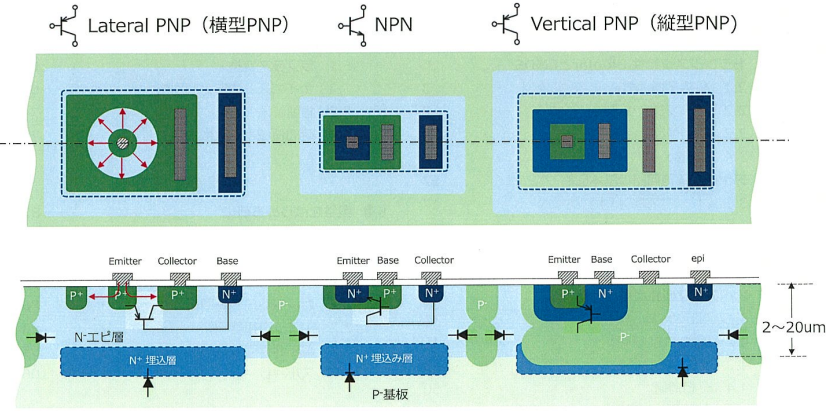 Lateral PNP（横型PNP）
NPN
Vertical PNP（縦型PNP）
Emitter Collector Base
Emitter Base Collector
Emitter Base Collector epi
P⁺ P⁺ P⁺ N⁺
P⁻
N⁺ P⁺ N⁺
P⁻
P⁺ N⁺ N⁺
2～20um
N⁻エピ層
P⁻
N⁺ 埋込層
N⁺ 埋込み層
P⁻基板